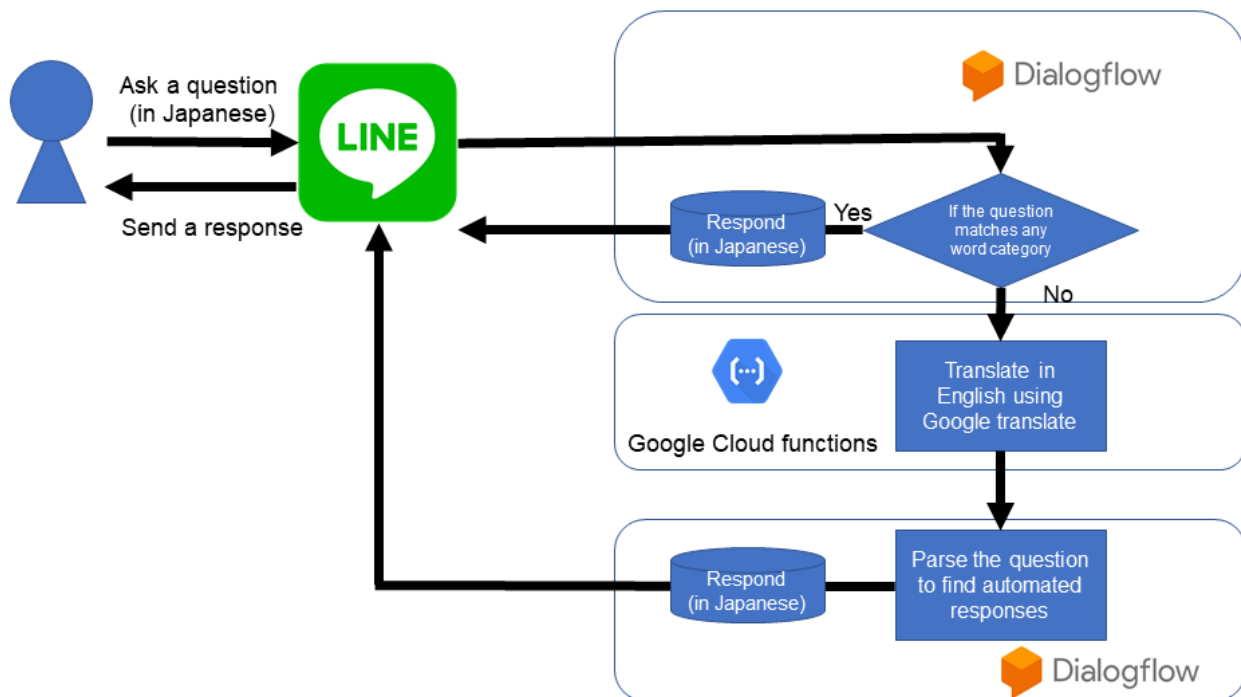 Dialogflow
Ask a question
(in Japanese)
LINE
Send a response
Respond
(in Japanese)
Yes
If the question
matches any
word category
No
Translate in
English using
Google translate
Google Cloud functions
Respond
(in Japanese)
Parse the question
to find automated
responses
Dialogflow